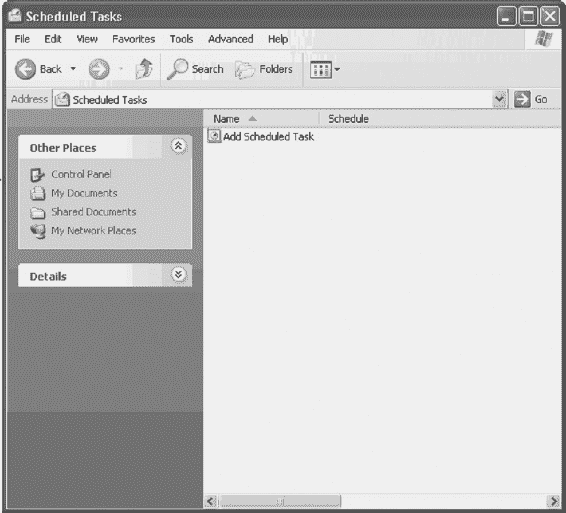 Scheduled Tasks
File Edit View Favorites Tools Advanced Help
Back Search Folders
Address Scheduled Tasks Go
Name Schedule
Add Scheduled Task
Other Places
Control Panel
My Documents
Shared Documents
My Network Places
Details